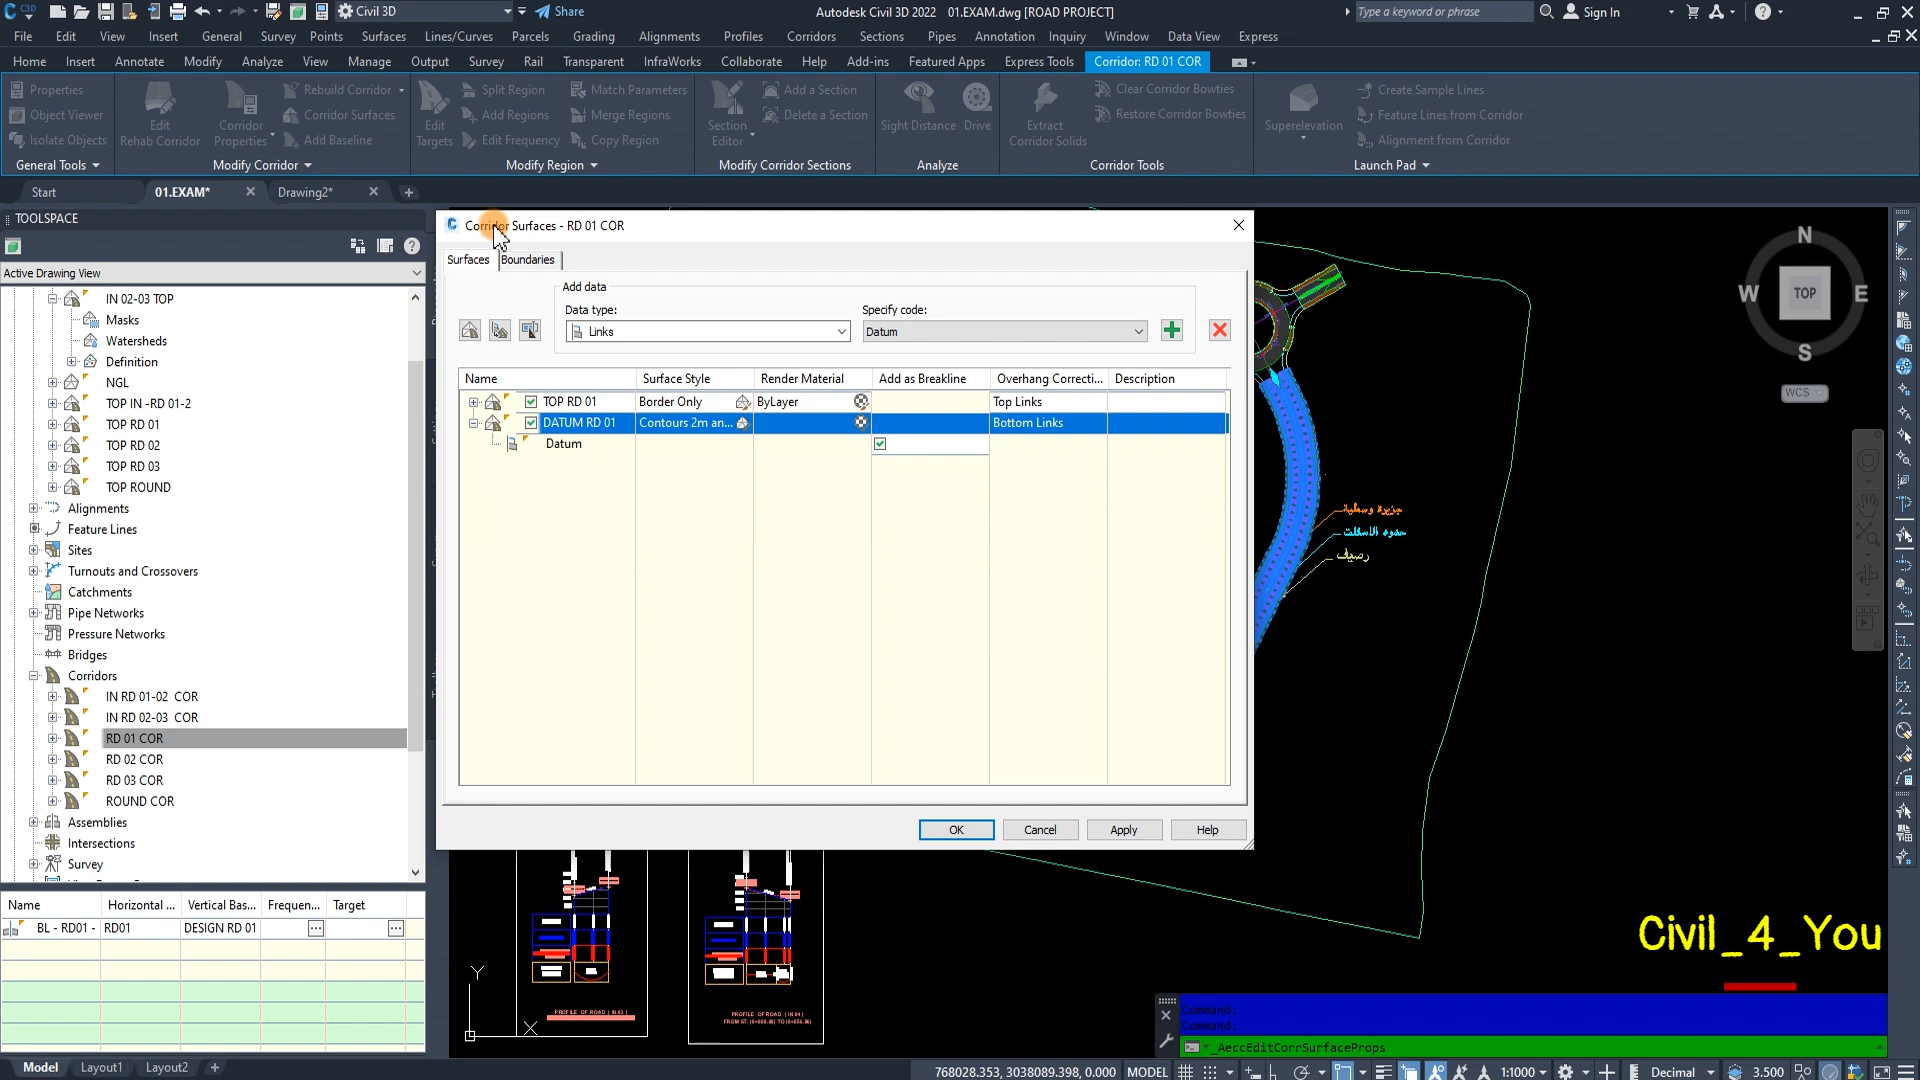 C3D Civil 3D Share Autodesk Civil 3D 2022 01.EXAM.dwg [ROAD PROJECT] Type a keyword or phrase Sign In
File Edit View Insert General Survey Points Surfaces Lines/Curves Parcels Grading Alignments Profiles Corridors Sections Pipes Annotation Inquiry Window Data View Express
Home Insert Annotate Modify Analyze View Manage Output Survey Rail Transparent InfraWorks Collaborate Help Add-ins Featured Apps Express Tools Corridor: RD 01 COR
Properties Rebuild Corridor Split Region Match Parameters Add a Section Clear Corridor Bowties Create Sample Lines
Object Viewer Corridor Surfaces Add Regions Merge Regions Delete a Section Restore Corridor Bowties Feature Lines from Corridor
Isolate Objects Add Baseline Edit Frequency Copy Region Alignment from Corridor
Edit Rehab Corridor
Corridor Properties
Edit Targets
Section Editor
Sight Distance
Drive
Extract Corridor Solids
Superelevation
General Tools Modify Corridor Modify Region Modify Corridor Sections Analyze Corridor Tools Launch Pad
Start 01.EXAM* Drawing2*
TOOLSPACE
Active Drawing View
IN 02-03 TOP
Masks
Watersheds
Definition
NGL
TOP IN -RD 01-2
TOP RD 01
TOP RD 02
TOP RD 03
TOP ROUND
Alignments
Feature Lines
Sites
Turnouts and Crossovers
Catchments
Pipe Networks
Pressure Networks
Bridges
Corridors
IN RD 01-02 COR
IN RD 02-03 COR
RD 01 COR
RD 02 COR
RD 03 COR
ROUND COR
Assemblies
Intersections
Survey
Name Horizontal ... Vertical Bas... Frequen... Target
BL - RD01 - RD01 DESIGN RD 01 ... ...
Corridor Surfaces - RD 01 COR
Surfaces Boundaries
Add data
Data type: Specify code:
Links Datum
Name Surface Style Render Material Add as Breakline Overhang Correcti... Description
TOP RD 01 Border Only ByLayer Top Links
DATUM RD 01 Contours 2m an... Bottom Links
Datum
OK Cancel Apply Help
N
W TOP E
S
WCS
جزيرة وسطية
حدود الاسفلت
رصيف
Y
X
PROFILE OF ROAD ( IN 03 )
PROFILE OF ROAD ( IN 04 )
Civil_4_You
Command:
Command:
_AeccEditCorrSurfaceProps
Model Layout1 Layout2 +
768028.353, 3038089.398, 0.000 MODEL 1:1000 Decimal 3.500